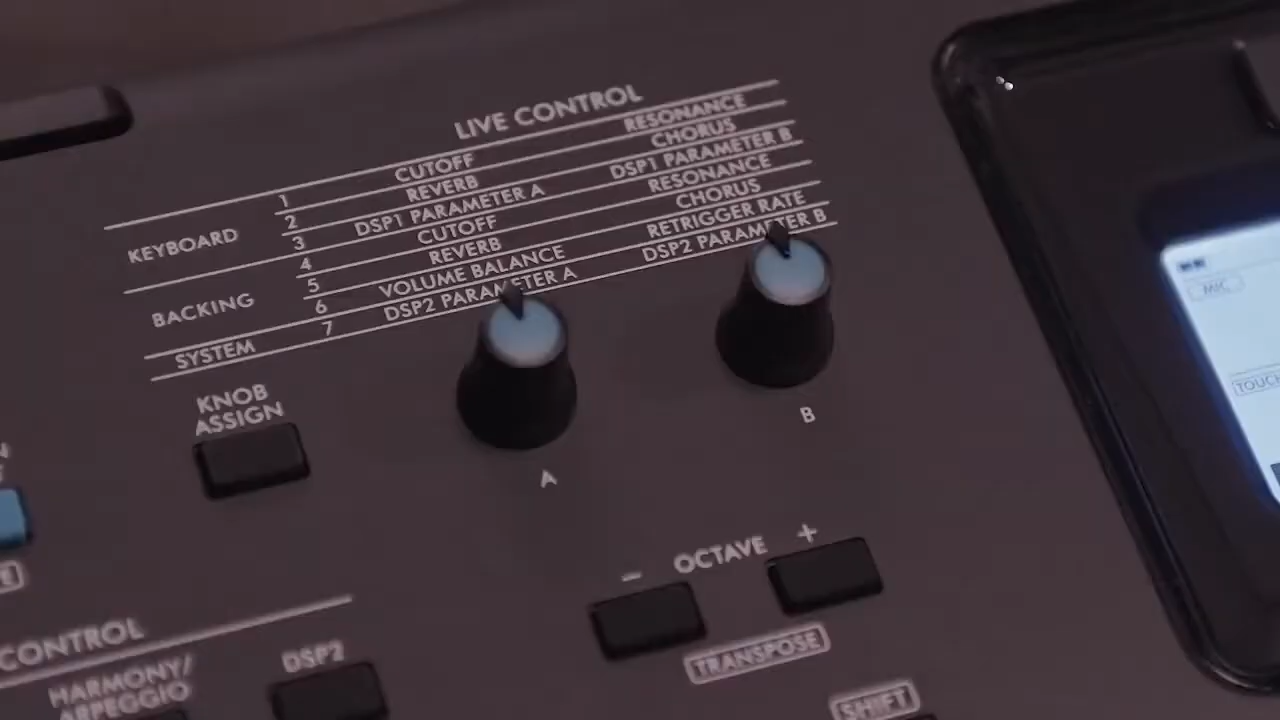 LIVE CONTROL
KEYBOARD
1 CUTOFF RESONANCE
2 REVERB CHORUS
3 DSP1 PARAMETER A DSP1 PARAMETER B
BACKING
4 CUTOFF RESONANCE
5 REVERB CHORUS
6 VOLUME BALANCE RETRIGGER RATE
SYSTEM
7 DSP2 PARAMETER A DSP2 PARAMETER B
KNOB
ASSIGN
A
B
MIC
TOUCH
− OCTAVE +
TRANSPOSE
CONTROL
HARMONY/
ARPEGGIO
DSP2
SHIFT